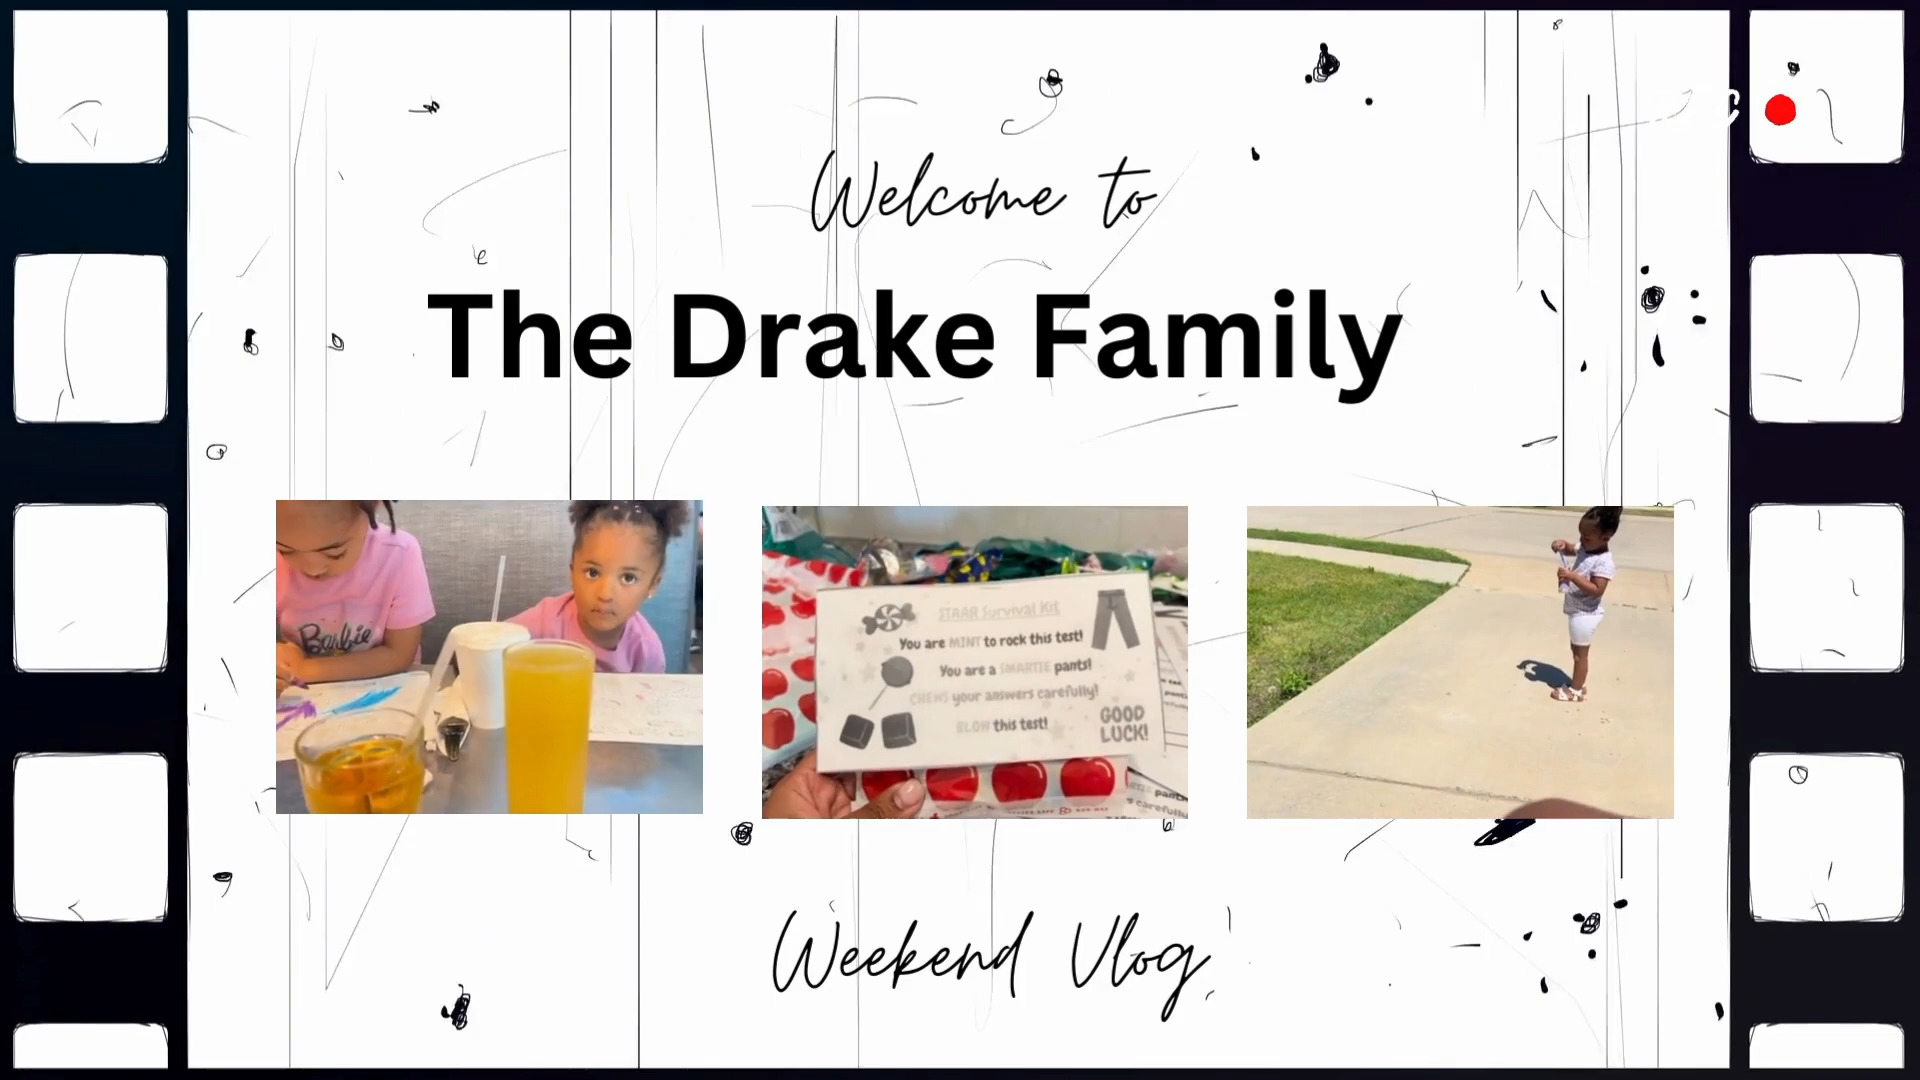 Welcome to
The Drake Family
Barbie
STAAR Survival Kit
You are MINT to rock this test!
You are a SMARTIE pants!
CHEWS your answers carefully!
BLOW this test!
GOOD
LUCK!
Weekend Vlog